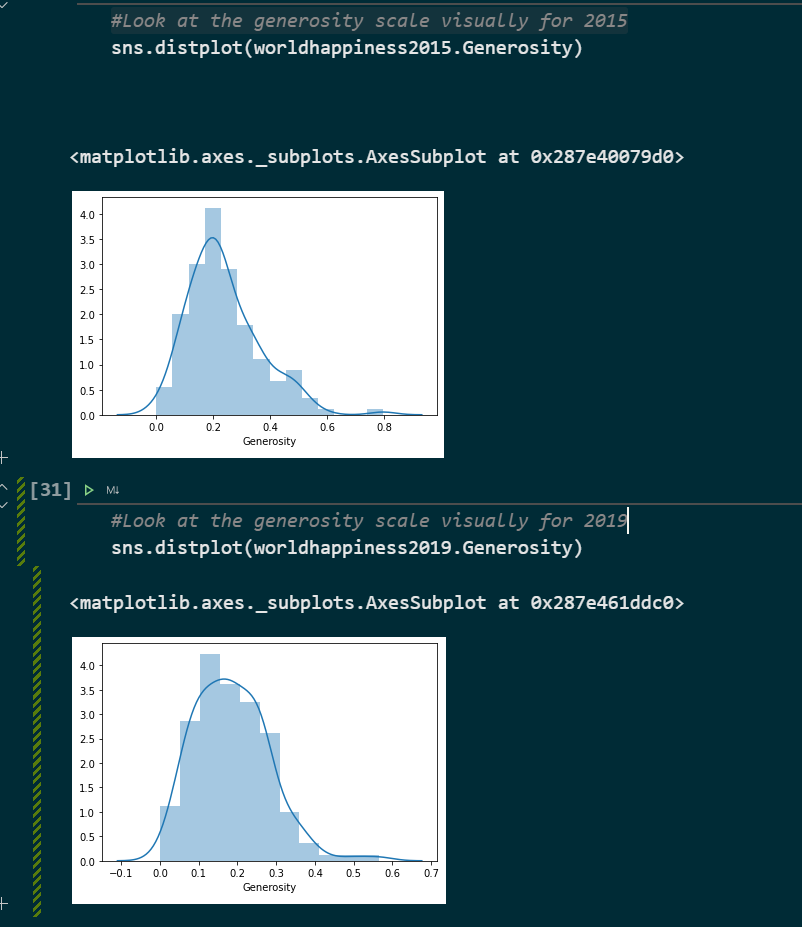 #Look at the generosity scale visually for 2015
sns.distplot(worldhappiness2015.Generosity)
<matplotlib.axes._subplots.AxesSubplot at 0x287e40079d0>
4.0
3.5
3.0
2.5
2.0
1.5
1.0
0.5
0.0
0.0 0.2 0.4 0.6 0.8
Generosity
[31] M↓
#Look at the generosity scale visually for 2019
sns.distplot(worldhappiness2019.Generosity)
<matplotlib.axes._subplots.AxesSubplot at 0x287e461ddc0>
4.0
3.5
3.0
2.5
2.0
1.5
1.0
0.5
0.0
−0.1 0.0 0.1 0.2 0.3 0.4 0.5 0.6 0.7
Generosity